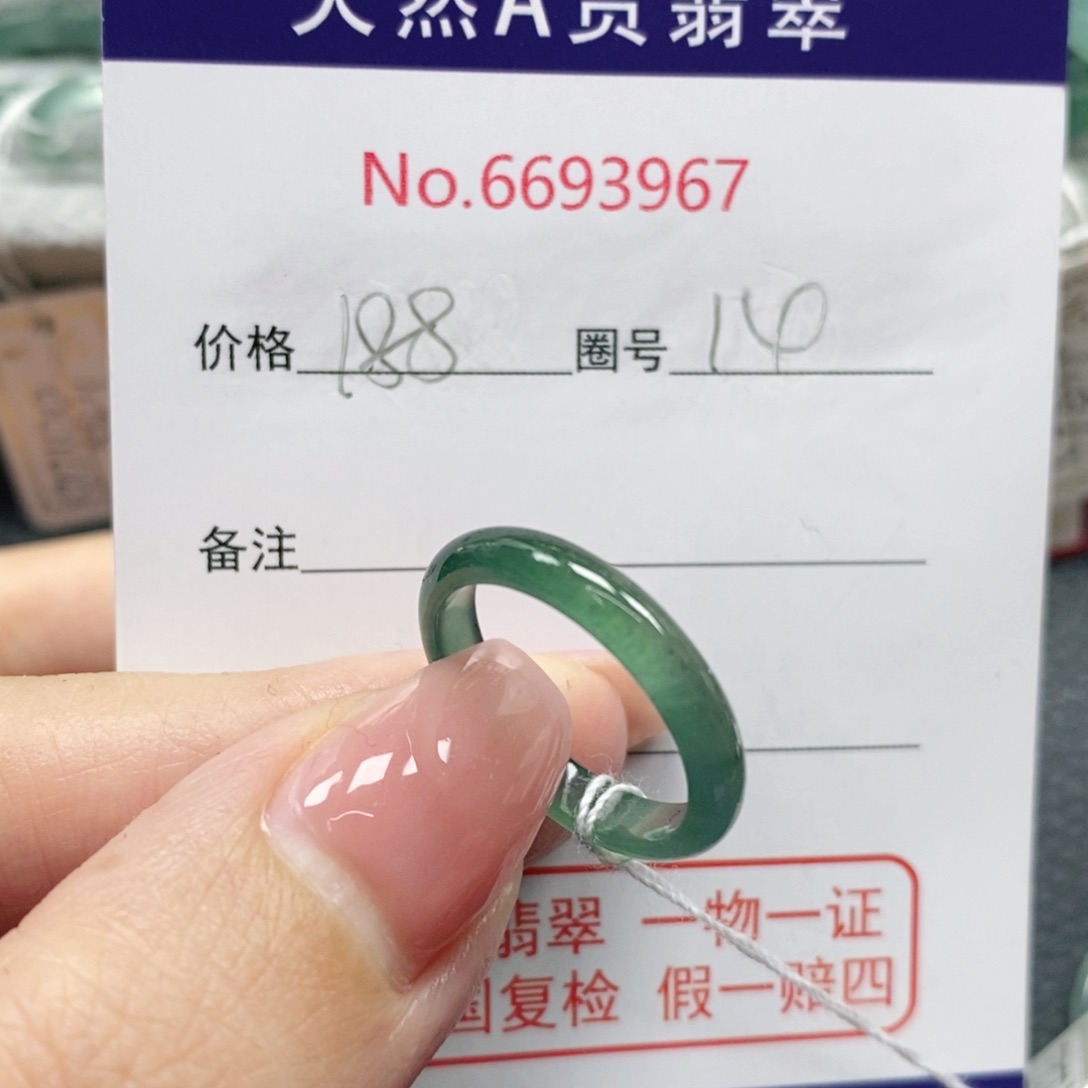 天然A货翡翠
No.6693967
价格 188 圈号 14
备注
翡翠 一物一证
国复检 假一赔四